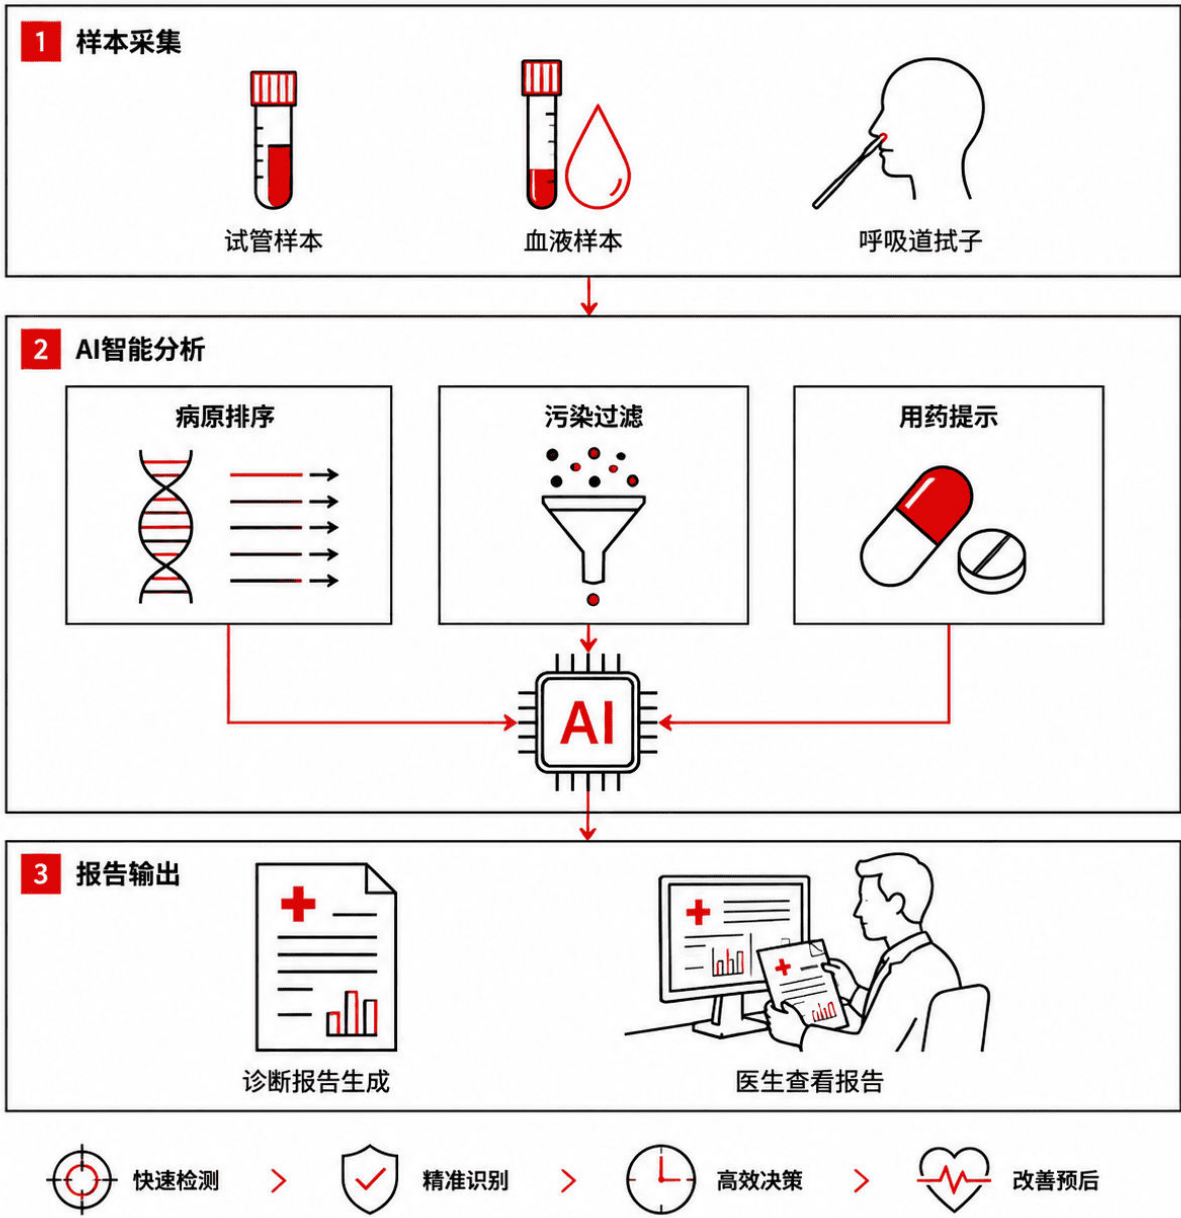 1 样本采集
试管样本
血液样本
呼吸道拭子
2 AI智能分析
病原排序
污染过滤
用药提示
AI
3 报告输出
诊断报告生成
医生查看报告
快速检测
精准识别
高效决策
改善预后